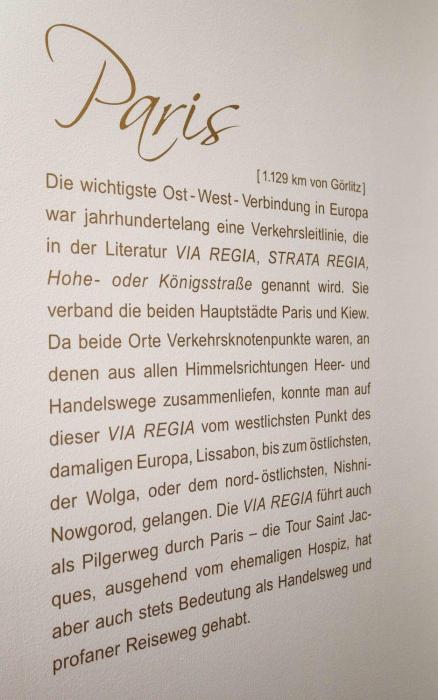 Paris
[1.129 km von Görlitz]
Die wichtigste Ost-West-Verbindung in Europa
war jahrhundertelang eine Verkehrsleitlinie, die
in der Literatur VIA REGIA, STRATA REGIA,
Hohe- oder Königsstraße genannt wird. Sie
verband die beiden Hauptstädte Paris und Kiew.
Da beide Orte Verkehrsknotenpunkte waren, an
denen aus allen Himmelsrichtungen Heer- und
Handelswege zusammenliefen, konnte man auf
dieser VIA REGIA vom westlichsten Punkt des
damaligen Europa, Lissabon, bis zum östlichsten,
der Wolga, oder dem nord-östlichsten, Nishni-
Nowgorod, gelangen. Die VIA REGIA führt auch
als Pilgerweg durch Paris – die Tour Saint Jac-
ques, ausgehend vom ehemaligen Hospiz, hat
aber auch stets Bedeutung als Handelsweg und
profaner Reiseweg gehabt.